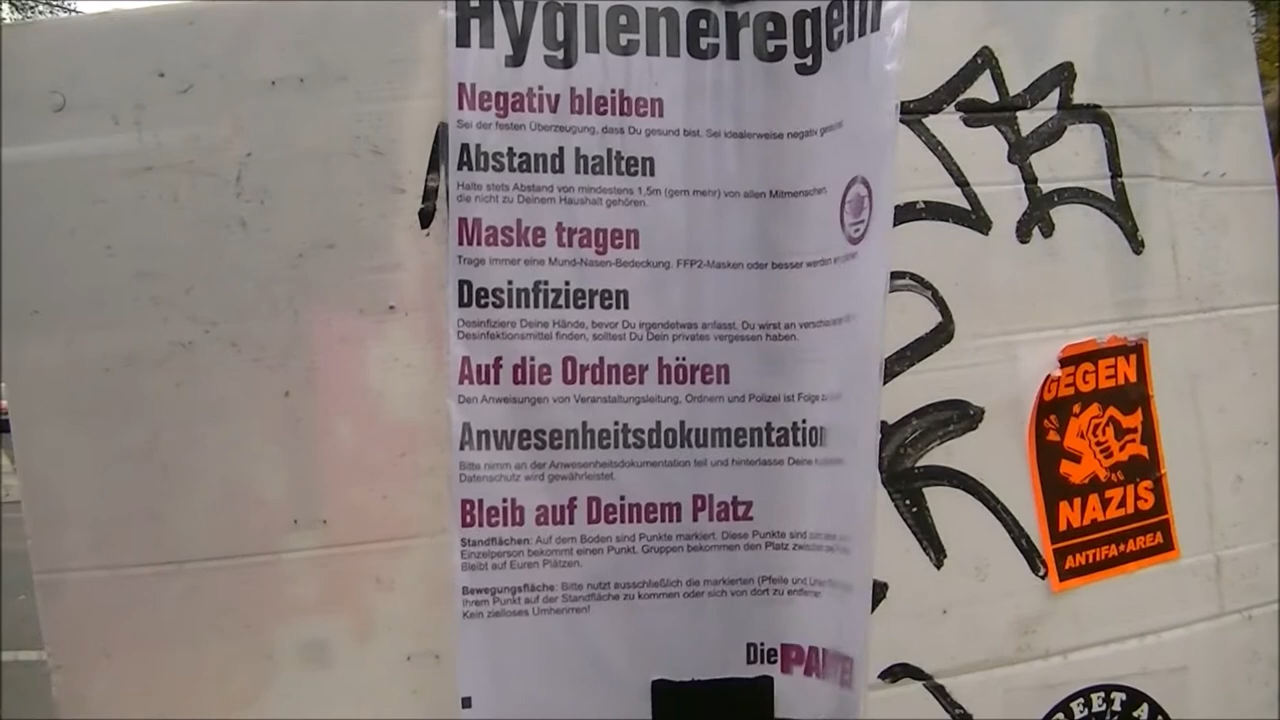 Hygieneregeln
Negativ bleiben
Sei der festen Überzeugung, dass Du gesund bist. Sei idealerweise negativ
Abstand halten
Halte stets Abstand von mindestens 1,5m (gern mehr) von allen Mitmenschen,
die nicht zu Deinem Haushalt gehören.
Maske tragen
Trage immer eine Mund-Nasen-Bedeckung. FFP2-Masken oder besser werden
Desinfizieren
Desinfiziere Deine Hände, bevor Du irgendetwas anfasst. Du wirst an
Desinfektionsmittel finden, solltest Du Dein privates vergessen haben.
Auf die Ordner hören
Den Anweisungen von Veranstaltungsleitung, Ordnern und Polizei ist Folge
Anwesenheitsdokumentation
Bitte nimm an der Anwesenheitsdokumentation teil und hinterlasse Deine
Datenschutz wird gewährleistet.
Bleib auf Deinem Platz
Standflächen: Auf dem Boden sind Punkte markiert. Diese Punkte sind
Einzelperson bekommt einen Punkt. Gruppen bekommen den Platz
Bleibt auf Euren Plätzen.
Bewegungsfläche: Bitte nutzt ausschließlich die markierten (Pfeile und
Ihrem Punkt auf der Standfläche zu kommen oder sich von dort zu entfernen.
Kein zielloses Umherirren!
Die PARTEI
GEGEN
NAZIS
ANTIFA★AREA